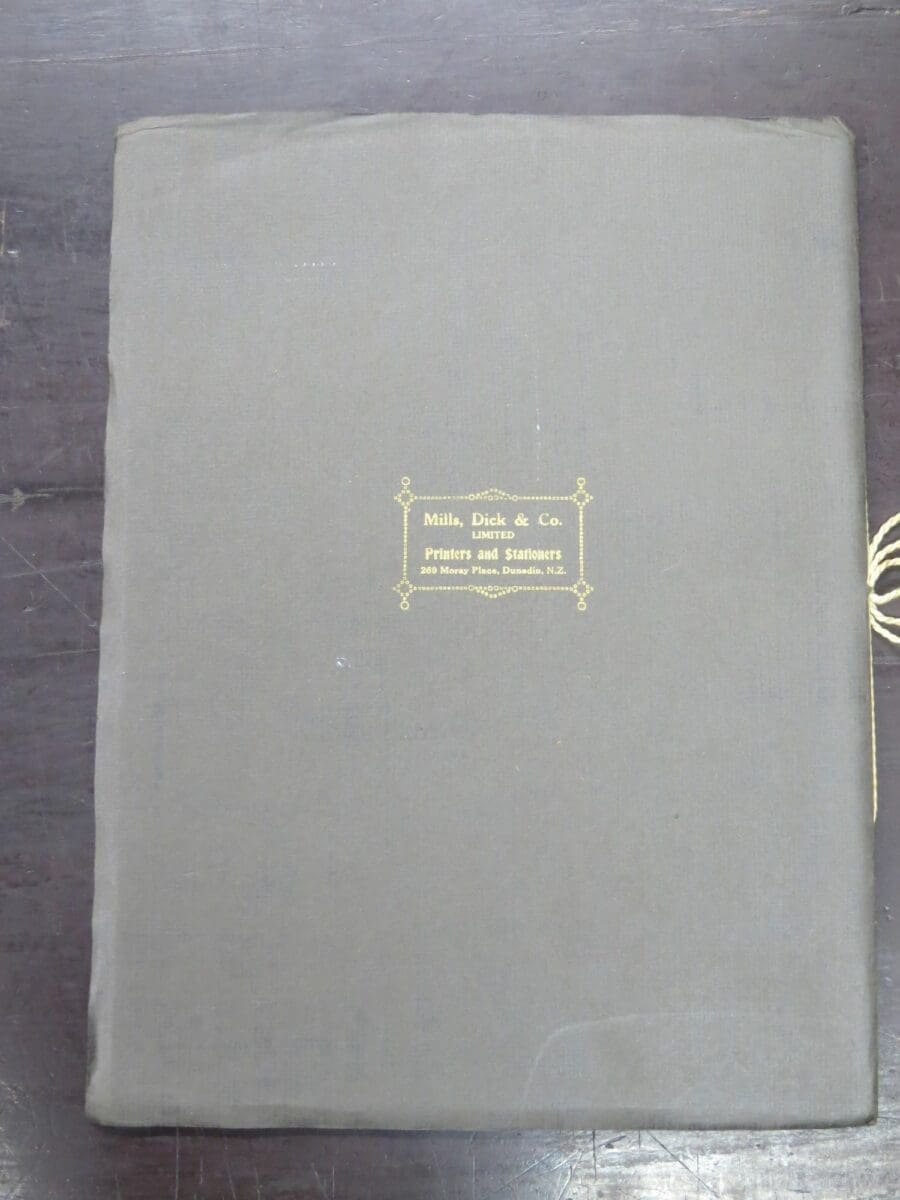 Mills, Dick & Co.
LIMITED
Printers and Stationers
269 Moray Place, Dunedin, N.Z.